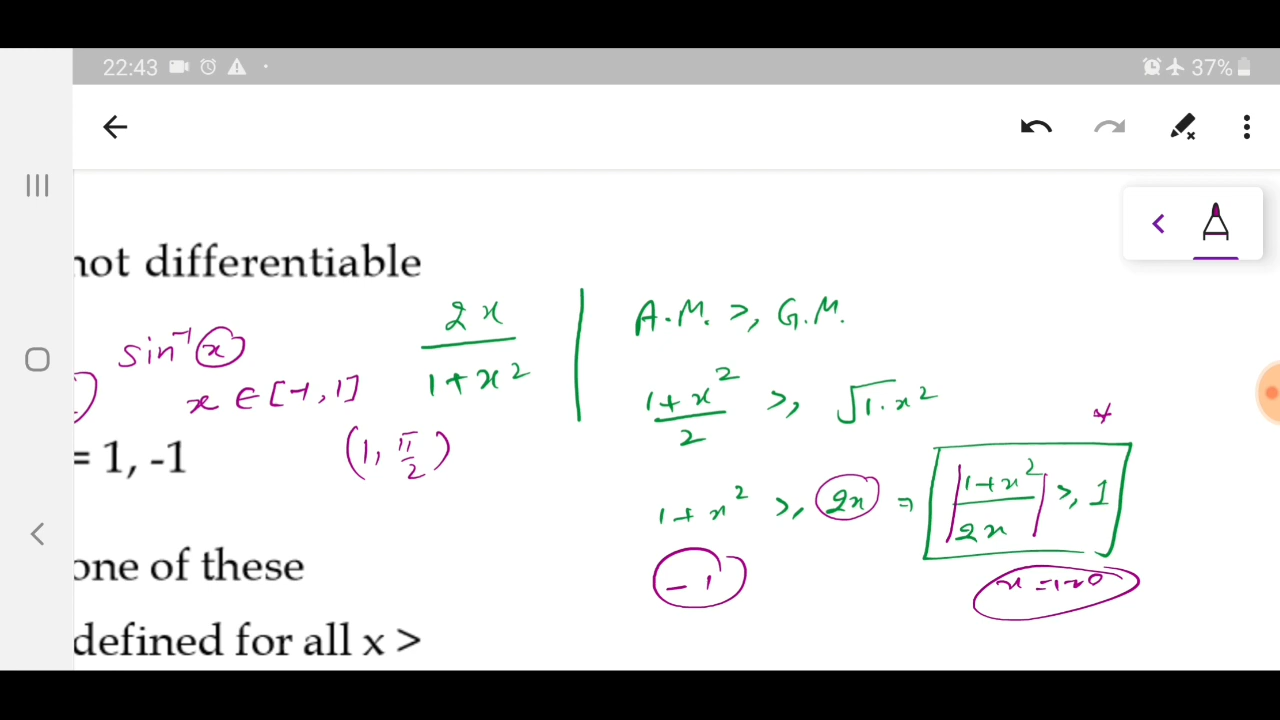 22:43
37%
not differentiable
sin⁻¹ x
x ∈ [-1, 1]
(1, π/2)
2x / 1+x²
= 1, -1
one of these
defined for all x >
A.M. ≥ G.M.
1+x² / 2 ≥ √1·x²
1+x² ≥ 2x ⇒ |1+x² / 2x| ≥ 1
-1